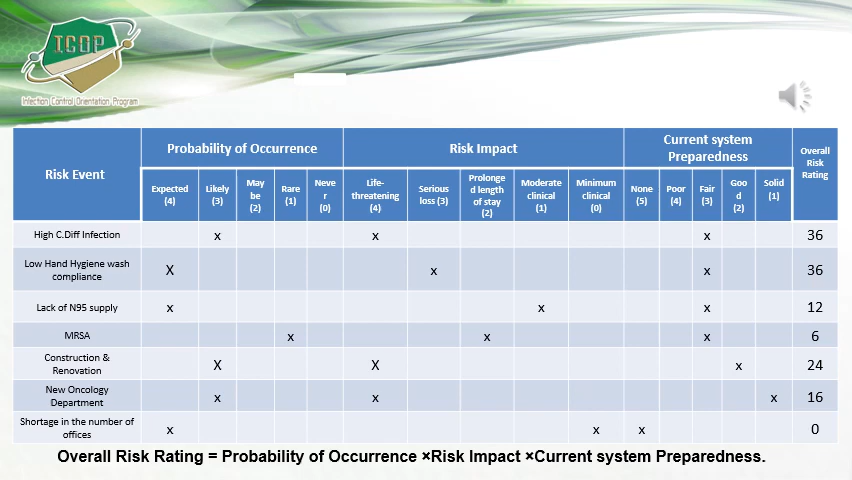 ICOP
Infection Control Orientation Program
Risk Event
Probability of Occurrence
Risk Impact
Current system
Preparedness
Overall
Risk
Rating
Expected
(4)
Likely
(3)
May
be
(2)
Rare
(1)
Neve
r
(0)
Life-
threatening
(4)
Serious
loss (3)
Prolonge
d length
of stay
(2)
Moderate
clinical
(1)
Minimum
clinical
(0)
None
(5)
Poor
(4)
Fair
(3)
Goo
d
(2)
Solid
(1)
High C.Diff Infection x x x 36
Low Hand Hygiene wash
compliance X x x 36
Lack of N95 supply x x x 12
MRSA x x x 6
Construction &
Renovation X X x 24
New Oncology
Department x x x 16
Shortage in the number of
offices x x x 0
Overall Risk Rating = Probability of Occurrence ×Risk Impact ×Current system Preparedness.